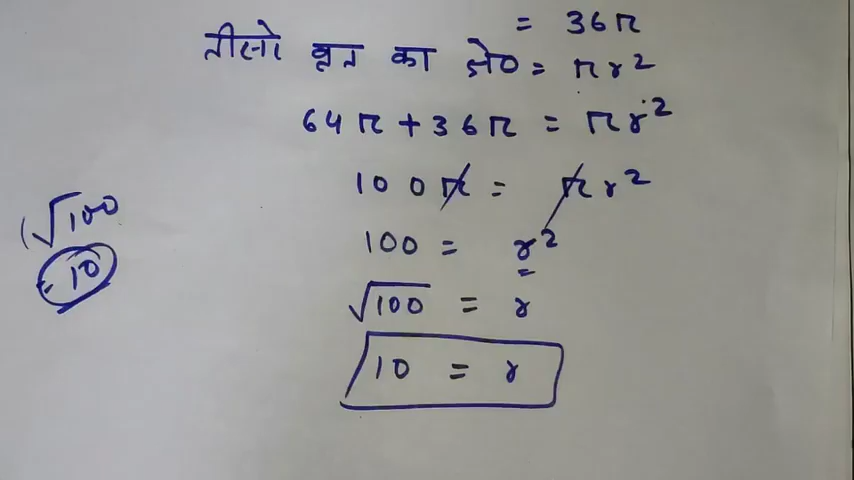 = 36π
तीसरे वृत का क्षे० = πr²
64π + 36π = πr²
100π = πr²
100 = r²
√100 = r
10 = r
√100
10